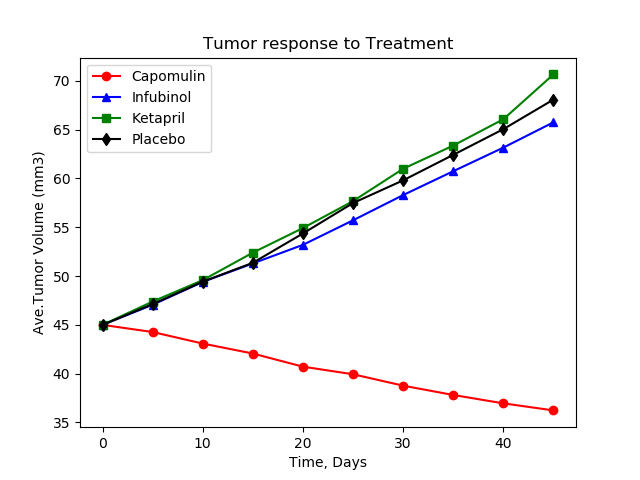 Tumor response to Treatment
Capomulin
Infubinol
Ketapril
Placebo
70
65
60
55
50
45
40
35
Ave.Tumor Volume (mm3)
0 10 20 30 40
Time, Days